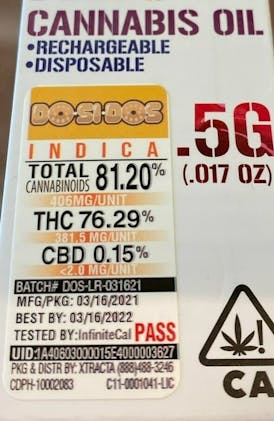 CANNABIS OIL
•RECHARGEABLE
•DISPOSABLE
DO-SI-DOS
INDICA
TOTAL CANNABINOIDS 81.20%
406MG/UNIT
THC 76.29%
381.5 MG/UNIT
CBD 0.15%
<2.0 MG/UNIT
BATCH# DOS-LR-031621
MFG/PKG: 03/16/2021
BEST BY: 03/16/2022
TESTED BY:InfiniteCal PASS
UID:1A4060300015E4000003627
PKG & DISTR BY: XTRACTA (888)488-3246
CDPH-10002083 C11-0001041-LIC
.5G
(.017 OZ)
!
CA